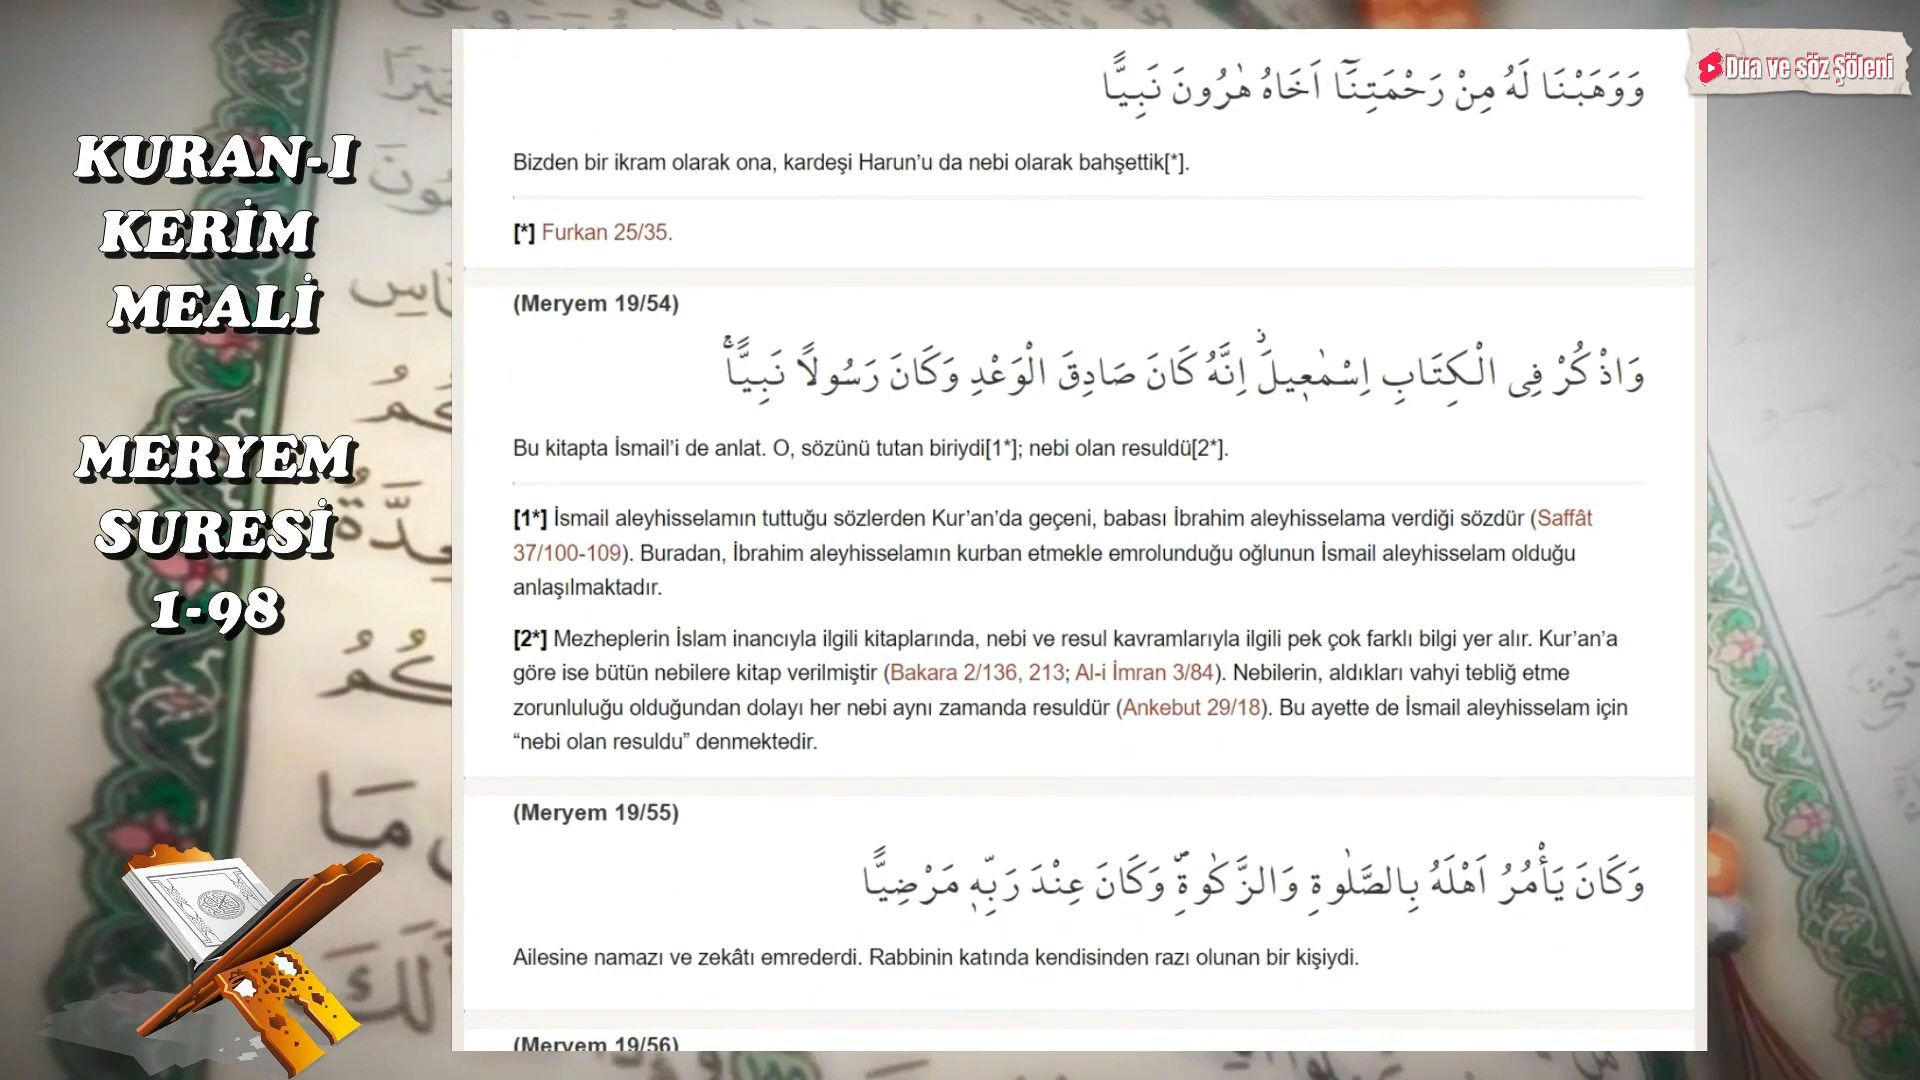 KURAN-I
KERİM
MEALİ
MERYEM
SURESİ
1-98
Dua ve söz Şöleni
وَوَهَبْنَا لَهُ مِنْ رَحْمَتِنَٓا اَخَاهُ هٰرُونَ نَبِيًّا
Bizden bir ikram olarak ona, kardeşi Harun’u da nebi olarak bahşettik[*].
[*] Furkan 25/35.
(Meryem 19/54)
وَاذْكُرْ فِى الْكِتَابِ اِسْمٰع۪يلَۘ اِنَّهُ كَانَ صَادِقَ الْوَعْدِ وَكَانَ رَسُولًا نَبِيًّاۚ
Bu kitapta İsmail’i de anlat. O, sözünü tutan biriydi[1*]; nebi olan resuldü[2*].
[1*] İsmail aleyhisselamın tuttuğu sözlerden Kur’an’da geçeni, babası İbrahim aleyhisselama verdiği sözdür (Saffât
37/100-109). Buradan, İbrahim aleyhisselamın kurban etmekle emrolunduğu oğlunun İsmail aleyhisselam olduğu
anlaşılmaktadır.
[2*] Mezheplerin İslam inancıyla ilgili kitaplarında, nebi ve resul kavramlarıyla ilgili pek çok farklı bilgi yer alır. Kur’an’a
göre ise bütün nebilere kitap verilmiştir (Bakara 2/136, 213; Al-i İmran 3/84). Nebilerin, aldıkları vahyi tebliğ etme
zorunluluğu olduğundan dolayı her nebi aynı zamanda resuldür (Ankebut 29/18). Bu ayette de İsmail aleyhisselam için
“nebi olan resuldu” denmektedir.
(Meryem 19/55)
وَكَانَ يَأْمُرُ اَهْلَهُ بِالصَّلٰوةِ وَالزَّكٰوةِۖ وَكَانَ عِنْدَ رَبِّه۪ مَرْضِيًّا
Ailesine namazı ve zekâtı emrederdi. Rabbinin katında kendisinden razı olunan bir kişiydi.
(Meryem 19/56)